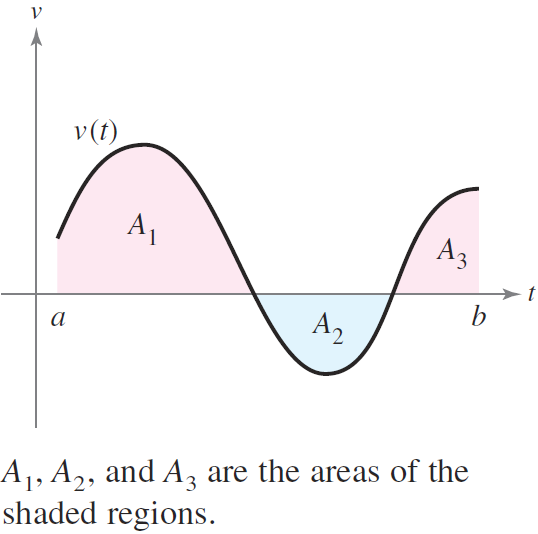 v
v(t)
A₁
A₃
t
a
A₂
b
A₁, A₂, and A₃ are the areas of the
shaded regions.